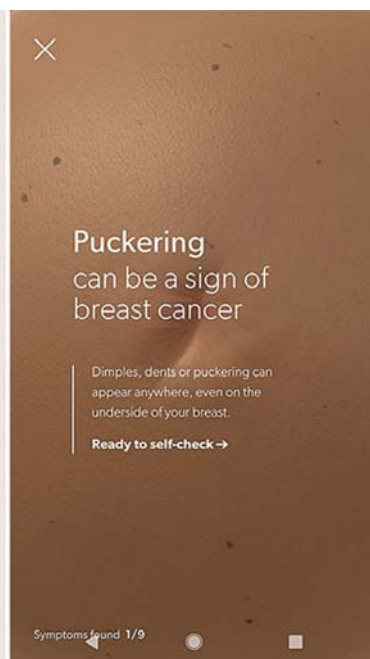 Puckering
can be a sign of
breast cancer
Dimples, dents or puckering can
appear anywhere, even on the
underside of your breast.
Ready to self-check →
Symptoms found 1/9